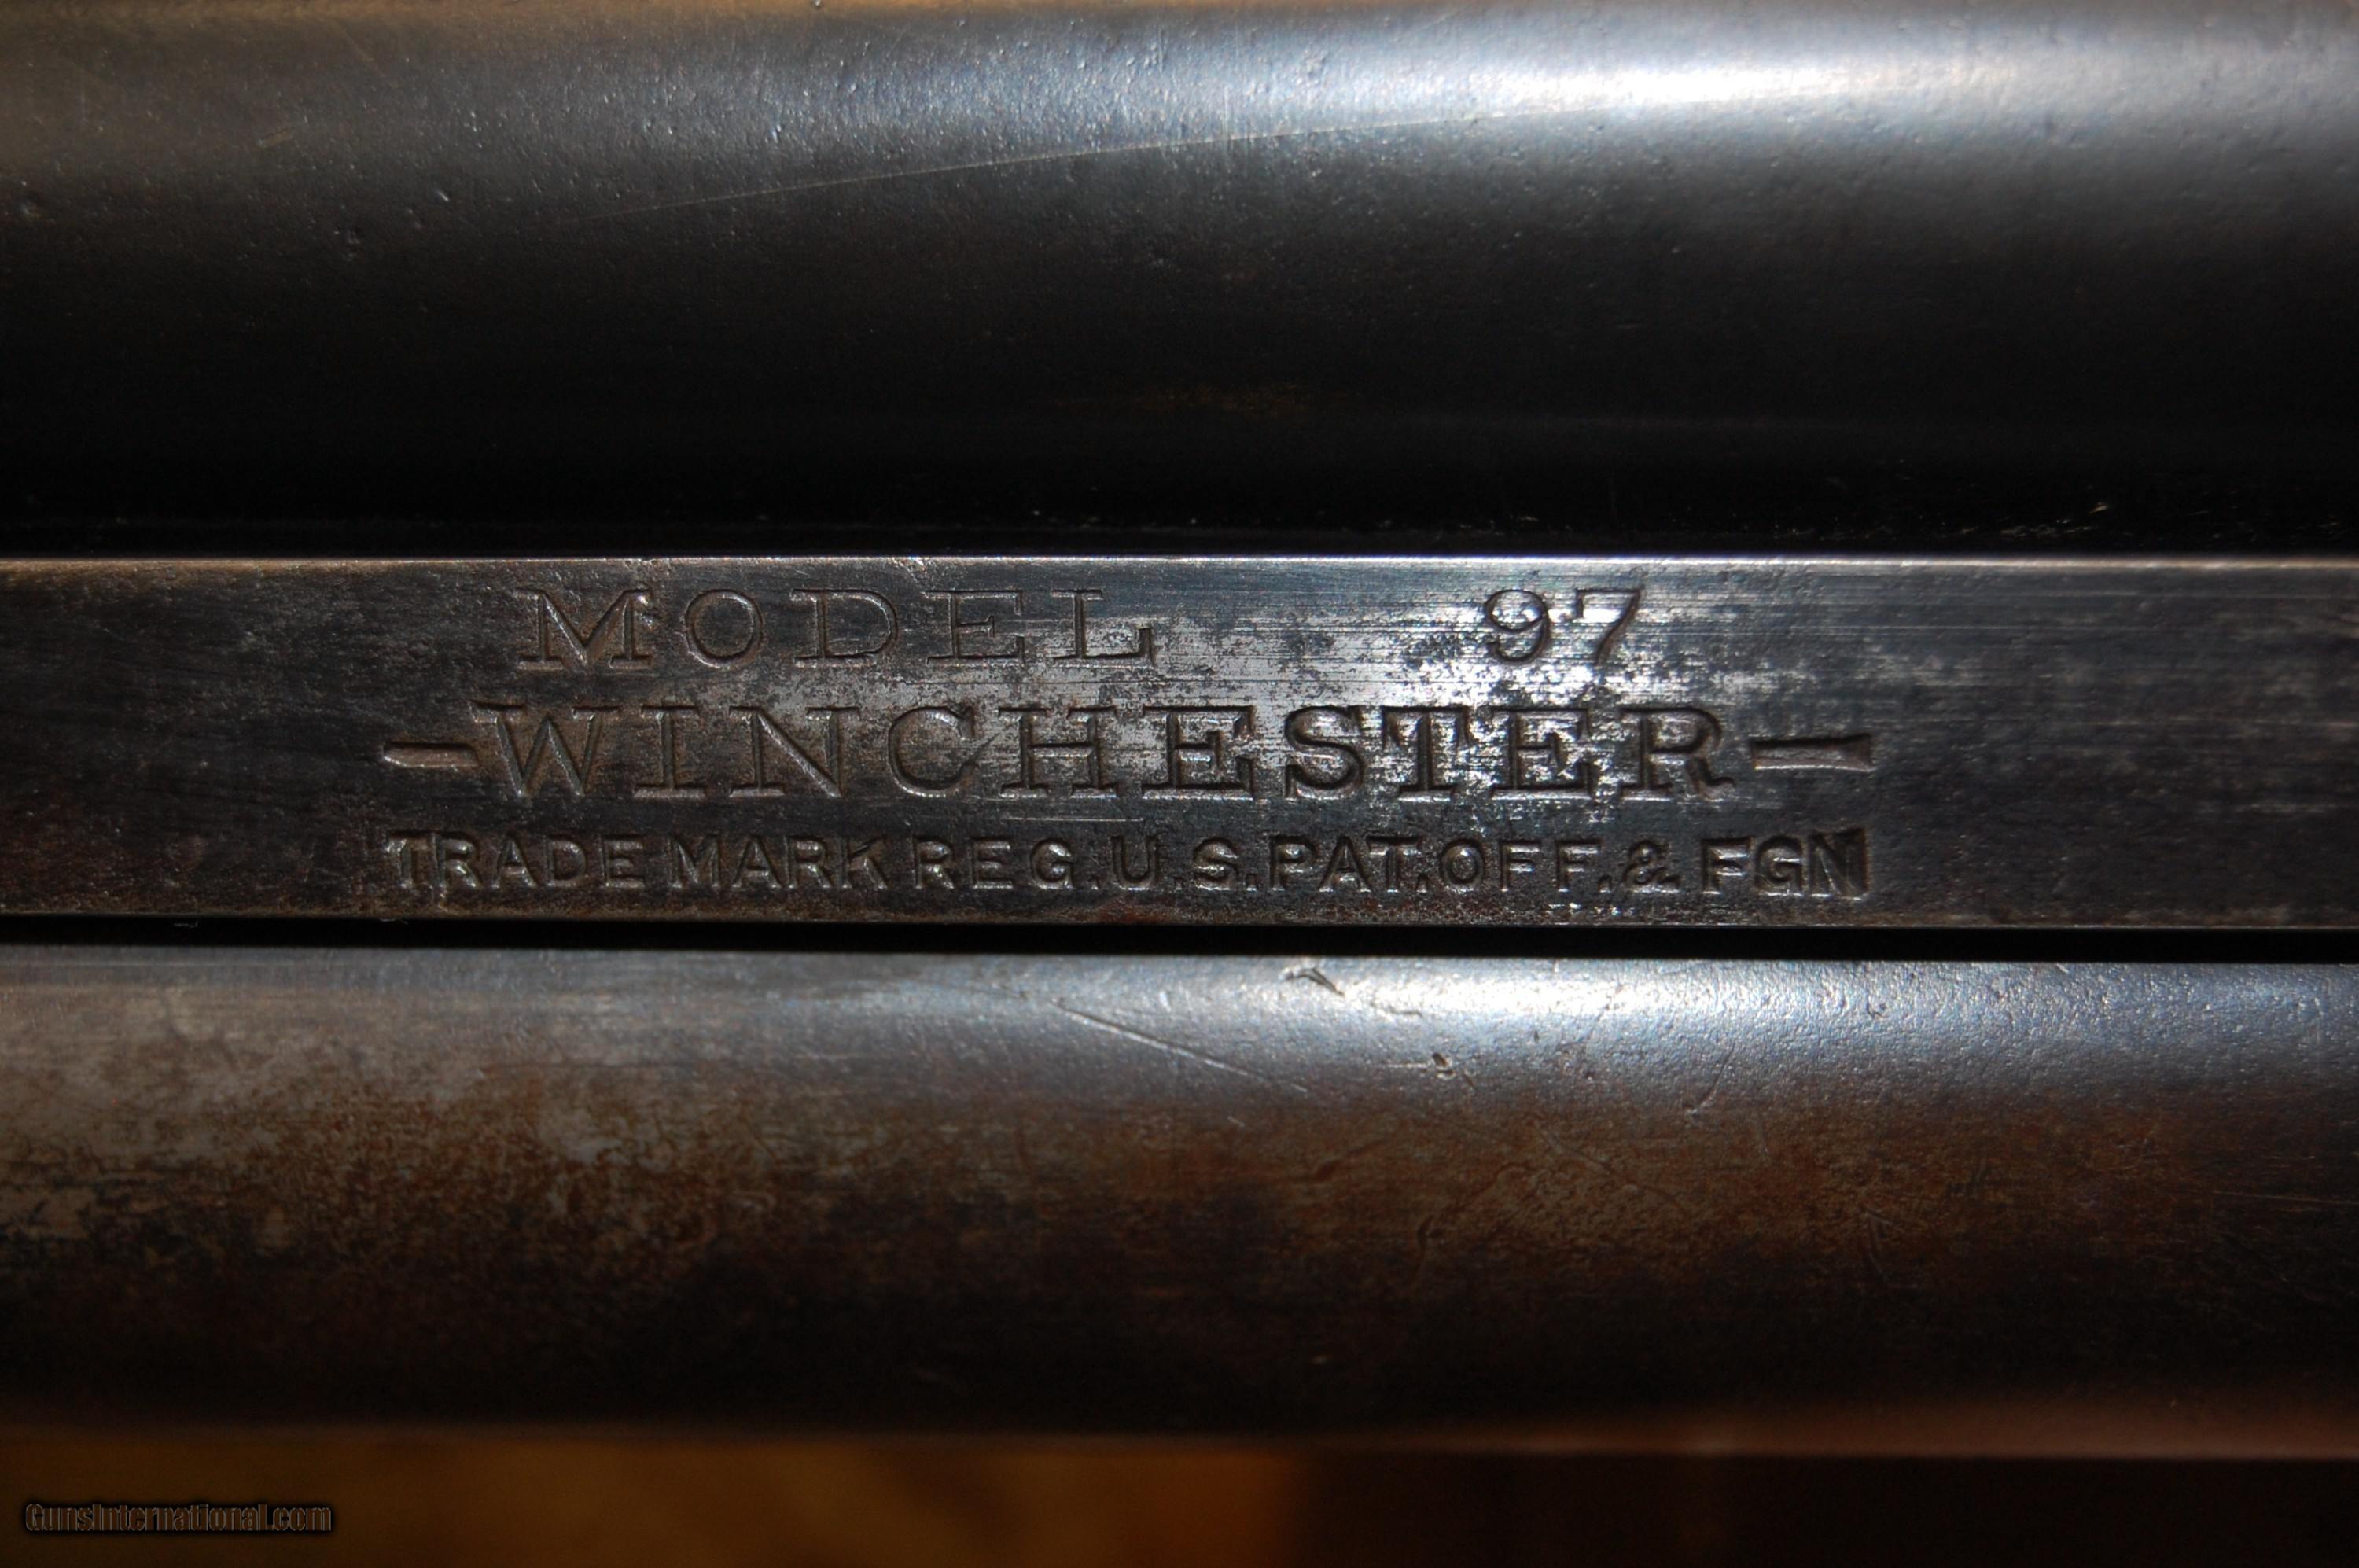 MODEL 97
-WINCHESTER-
TRADE MARK REG. U.S. PAT. OFF. & FGN
GunsInternational.com